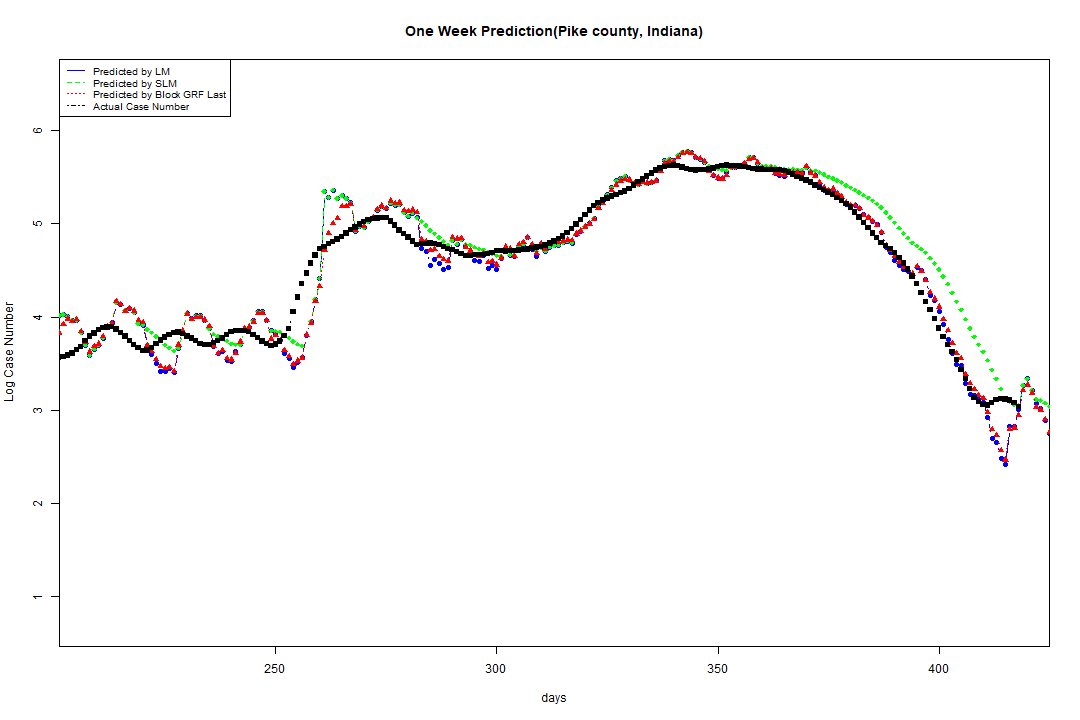 One Week Prediction(Pike county, Indiana)
Predicted by LM
Predicted by SLM
Predicted by Block GRF Last
Actual Case Number
6
5
4
3
2
1
Log Case Number
250 300 350 400
days